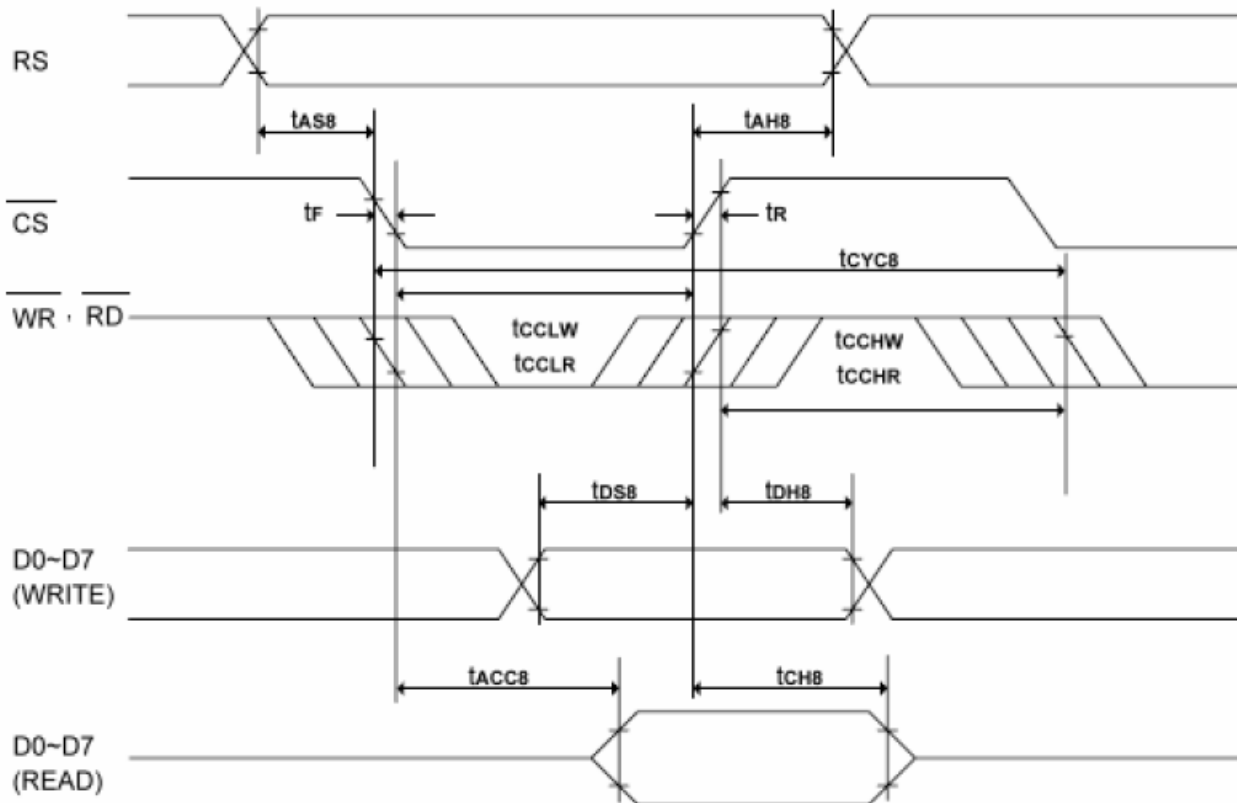 RS
tAS8
tAH8
CS
tF
tR
tCYC8
WR , RD
tCCLW
tCCLR
tCCHW
tCCHR
tDS8
tDH8
D0~D7
(WRITE)
tACC8
tCH8
D0~D7
(READ)